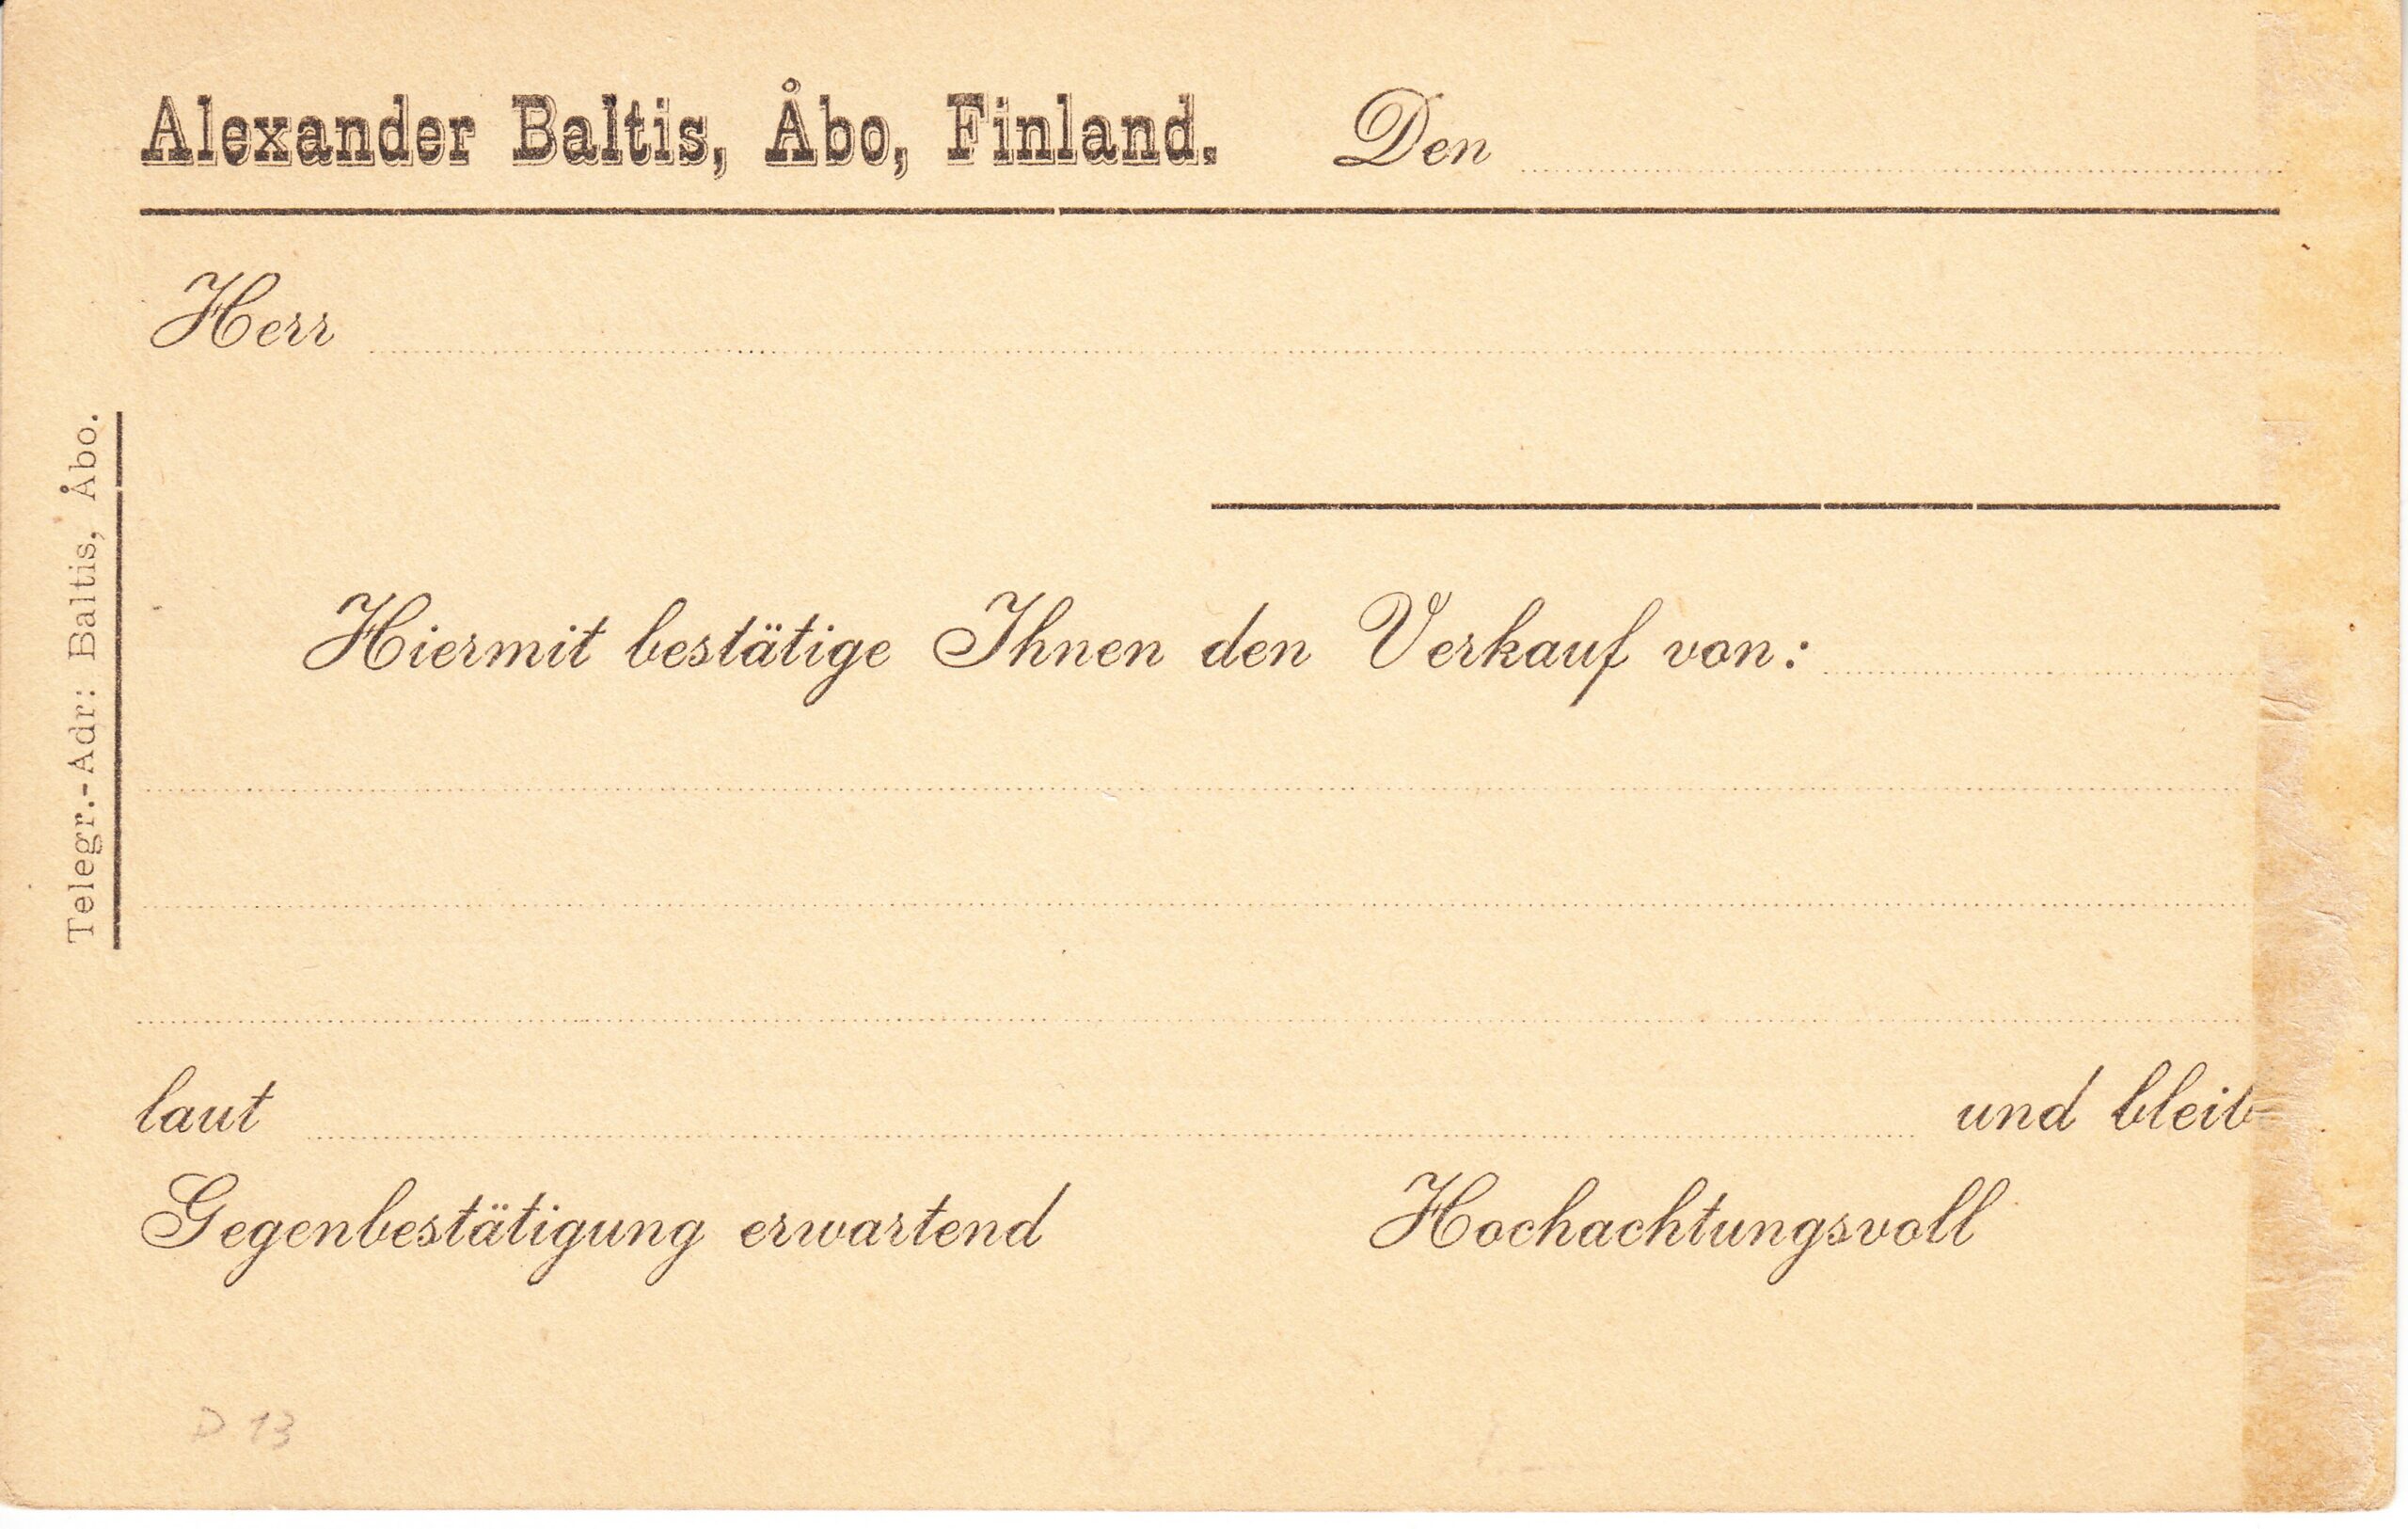 Alexander Baltis, Åbo, Finland. Den
Herr
Telegr.-Adr: Baltis, Åbo.
Hiermit bestätige Ihnen den Verkauf von:
laut und bleib
Gegenbestätigung erwartend Hochachtungsvoll
D 13